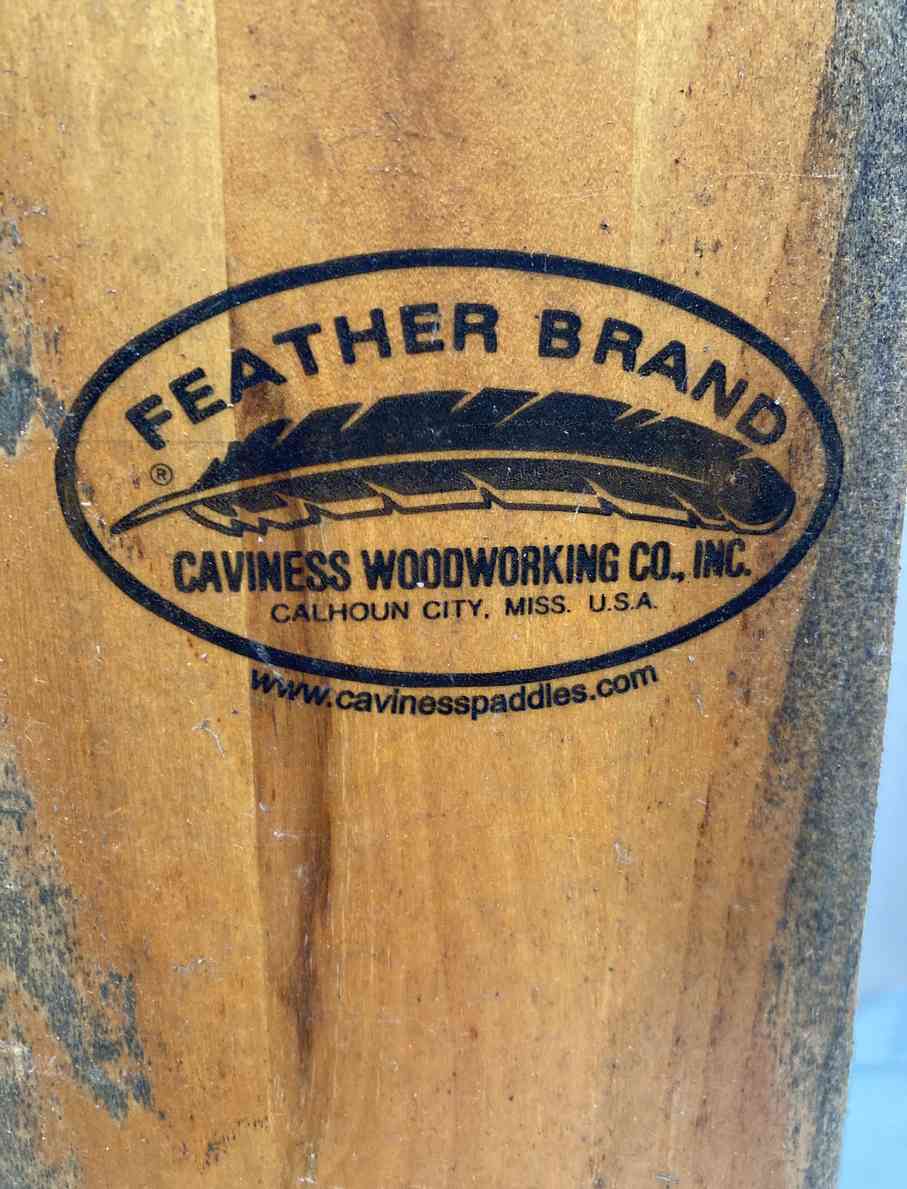 FEATHER BRAND
®
CAVINESS WOODWORKING CO., INC.
CALHOUN CITY, MISS. U.S.A.
www.cavinesspaddles.com